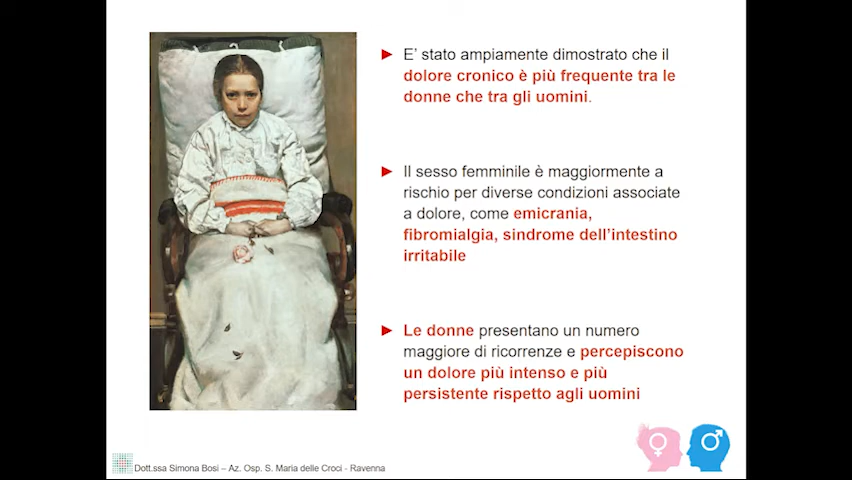 E' stato ampiamente dimostrato che il
dolore cronico è più frequente tra le
donne che tra gli uomini.
Il sesso femminile è maggiormente a
rischio per diverse condizioni associate
a dolore, come emicrania,
fibromialgia, sindrome dell'intestino
irritabile
Le donne presentano un numero
maggiore di ricorrenze e percepiscono
un dolore più intenso e più
persistente rispetto agli uomini
Dott.ssa Simona Bosi – Az. Osp. S. Maria delle Croci - Ravenna